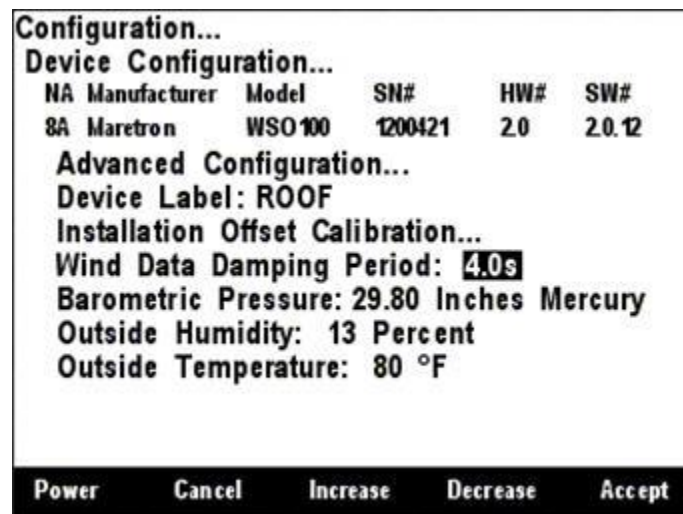 Configuration...
Device Configuration...
NA Manufacturer Model SN# HW# SW#
8A Maretron WSO100 1200421 2.0 2.0.12
Advanced Configuration...
Device Label: ROOF
Installation Offset Calibration...
Wind Data Damping Period: 4.0s
Barometric Pressure: 29.80 Inches Mercury
Outside Humidity: 13 Percent
Outside Temperature: 80 °F
Power Cancel Increase Decrease Accept